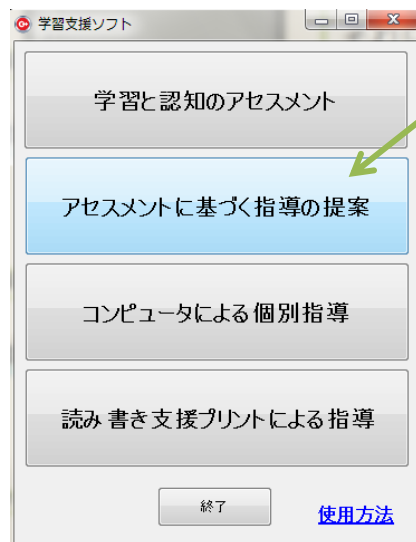 学習支援ソフト
学習と認知のアセスメント
アセスメントに基づく指導の提案
コンピュータによる個別指導
読み書き支援プリントによる指導
終了
使用方法